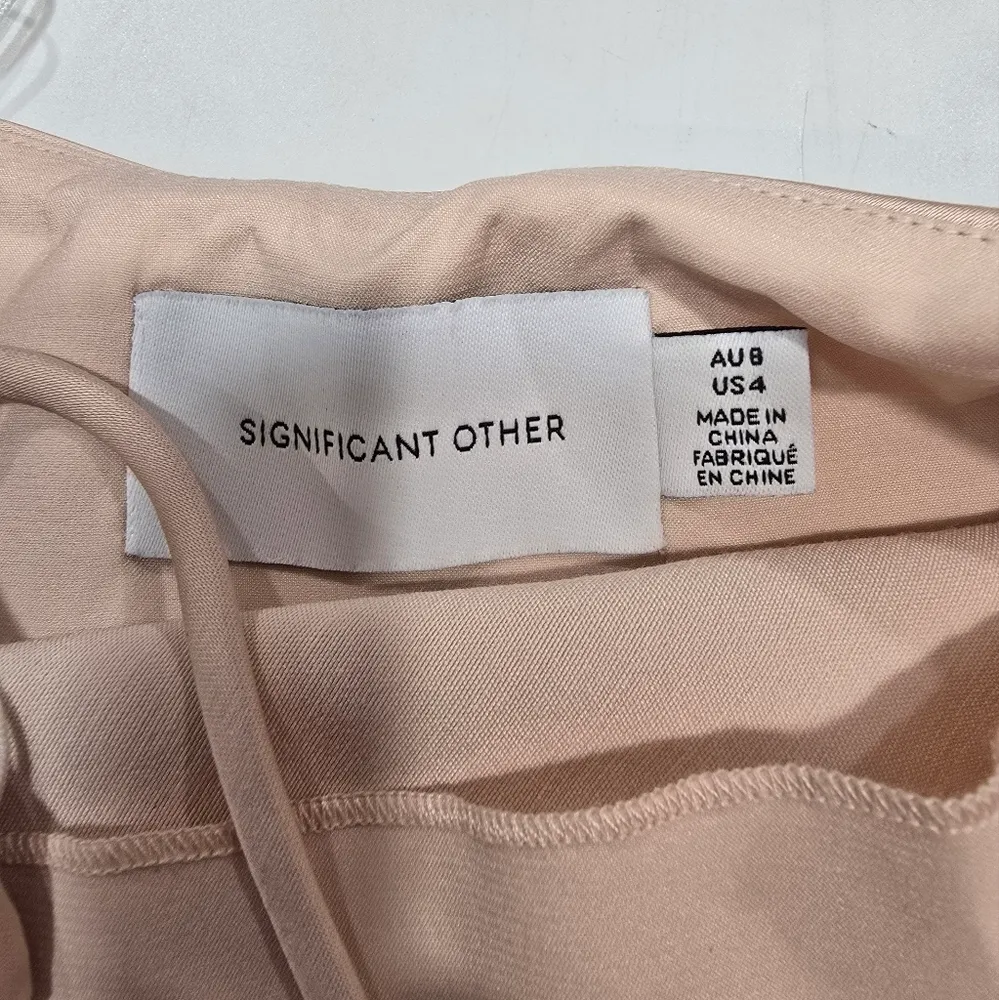 SIGNIFICANT OTHER
AU 8
US 4
MADE IN
CHINA
FABRIQUÉ
EN CHINE